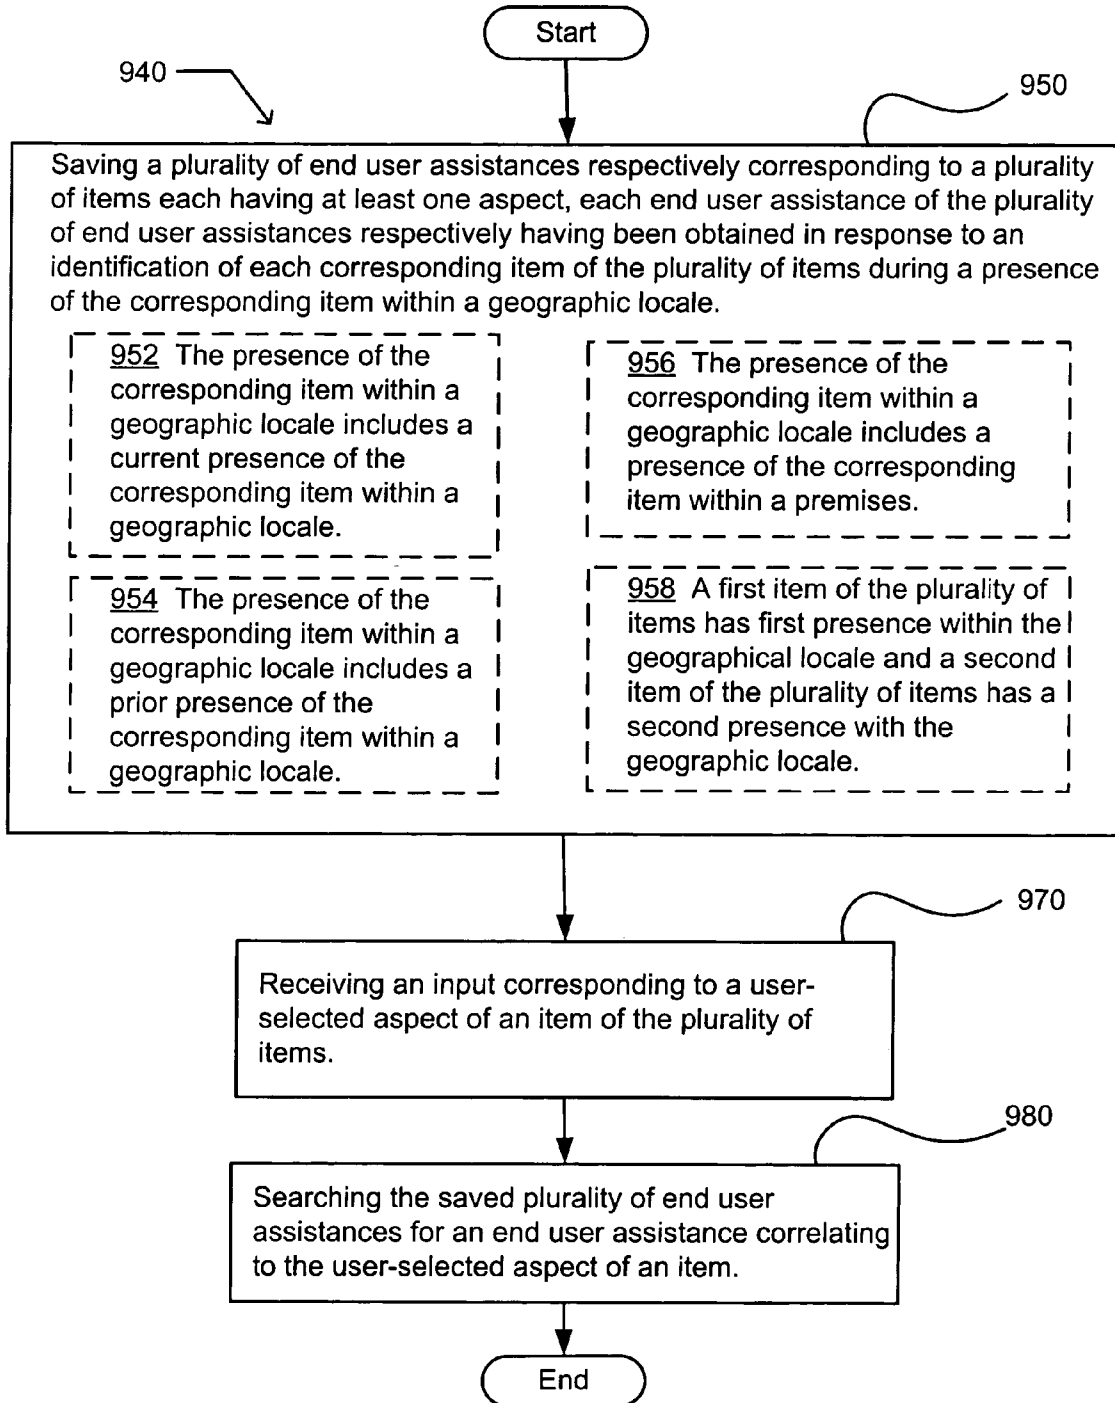 Start
940
950
Saving a plurality of end user assistances respectively corresponding to a plurality
of items each having at least one aspect, each end user assistance of the plurality
of end user assistances respectively having been obtained in response to an
identification of each corresponding item of the plurality of items during a presence
of the corresponding item within a geographic locale.
952 The presence of the
corresponding item within a
geographic locale includes a
current presence of the
corresponding item within a
geographic locale.
956 The presence of the
corresponding item within a
geographic locale includes a
presence of the corresponding
item within a premises.
954 The presence of the
corresponding item within a
geographic locale includes a
prior presence of the
corresponding item within a
geographic locale.
958 A first item of the plurality of
items has first presence within the
geographical locale and a second
item of the plurality of items has a
second presence with the
geographic locale.
970
Receiving an input corresponding to a user-
selected aspect of an item of the plurality of
items.
980
Searching the saved plurality of end user
assistances for an end user assistance correlating
to the user-selected aspect of an item.
End